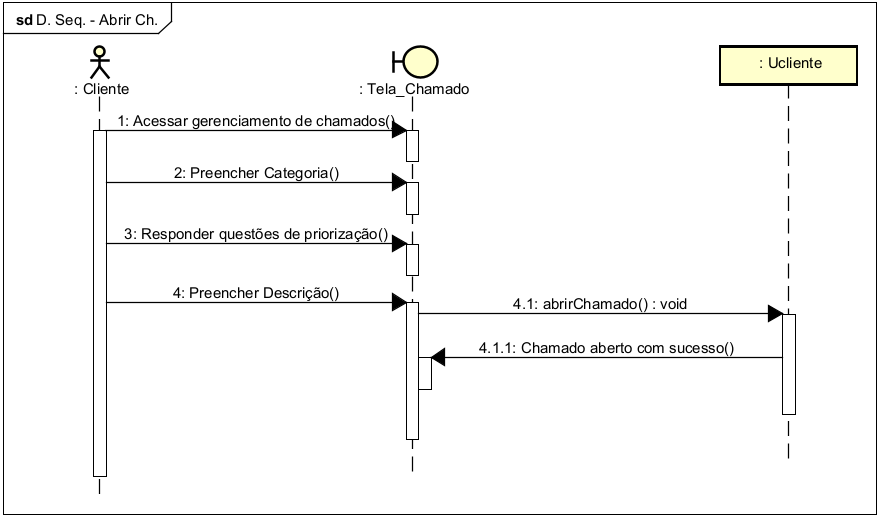 sd D. Seq. - Abrir Ch.
: Cliente
: Tela_Chamado
: Ucliente
1: Acessar gerenciamento de chamados()
2: Preencher Categoria()
3: Responder questões de priorização()
4: Preencher Descrição()
4.1: abrirChamado() : void
4.1.1: Chamado aberto com sucesso()